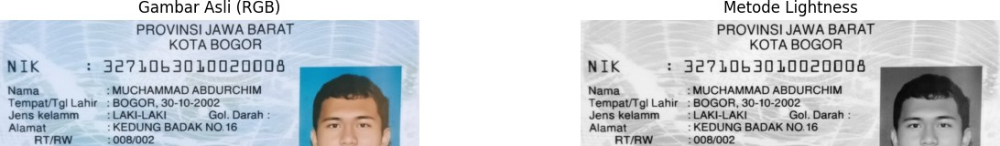 Gambar Asli (RGB)
PROVINSI JAWA BARAT
KOTA BOGOR
NIK : 3271063010020008
Nama : MUCHAMMAD ABDURCHIM
Tempat/Tgl Lahir : BOGOR, 30-10-2002
Jens kelamm : LAKI-LAKI Gol. Darah :
Alamat : KEDUNG BADAK NO.16
RT/RW : 008/002
Metode Lightness
PROVINSI JAWA BARAT
KOTA BOGOR
NIK : 3271063010020008
Nama : MUCHAMMAD ABDURCHIM
Tempat/Tgl Lahir : BOGOR, 30-10-2002
Jens kelamm : LAKI-LAKI Gol. Darah :
Alamat : KEDUNG BADAK NO.16
RT/RW : 008/002